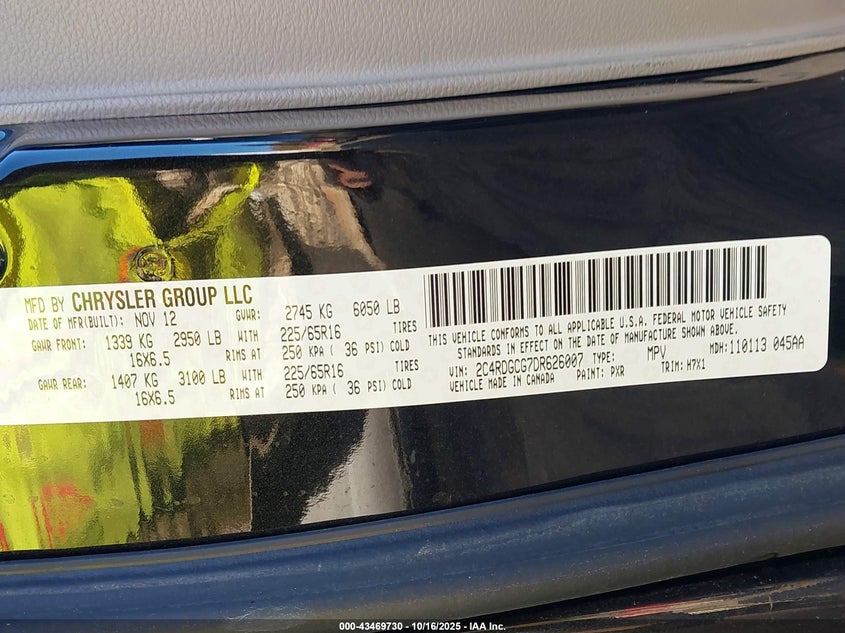 MFD BY CHRYSLER GROUP LLC
DATE OF MFR(BUILT): NOV 12 GVWR: 2745 KG 6050 LB
GAWR FRONT: 1339 KG 2950 LB WITH 225/65R16 TIRES
16X6.5 RIMS AT 250 KPA ( 36 PSI) COLD
GAWR REAR: 1407 KG 3100 LB WITH 225/65R16 TIRES
16X6.5 RIMS AT 250 KPA ( 36 PSI) COLD
THIS VEHICLE CONFORMS TO ALL APPLICABLE U.S.A. FEDERAL MOTOR VEHICLE SAFETY
STANDARDS IN EFFECT ON THE DATE OF MANUFACTURE SHOWN ABOVE.
VIN: 2C4RDGCG7DR626007 TYPE: MPV MDH: 110113 045AA
VEHICLE MADE IN CANADA PAINT: PXR TRIM: H7X1
000-43469730 - 10/16/2025 - IAA Inc.